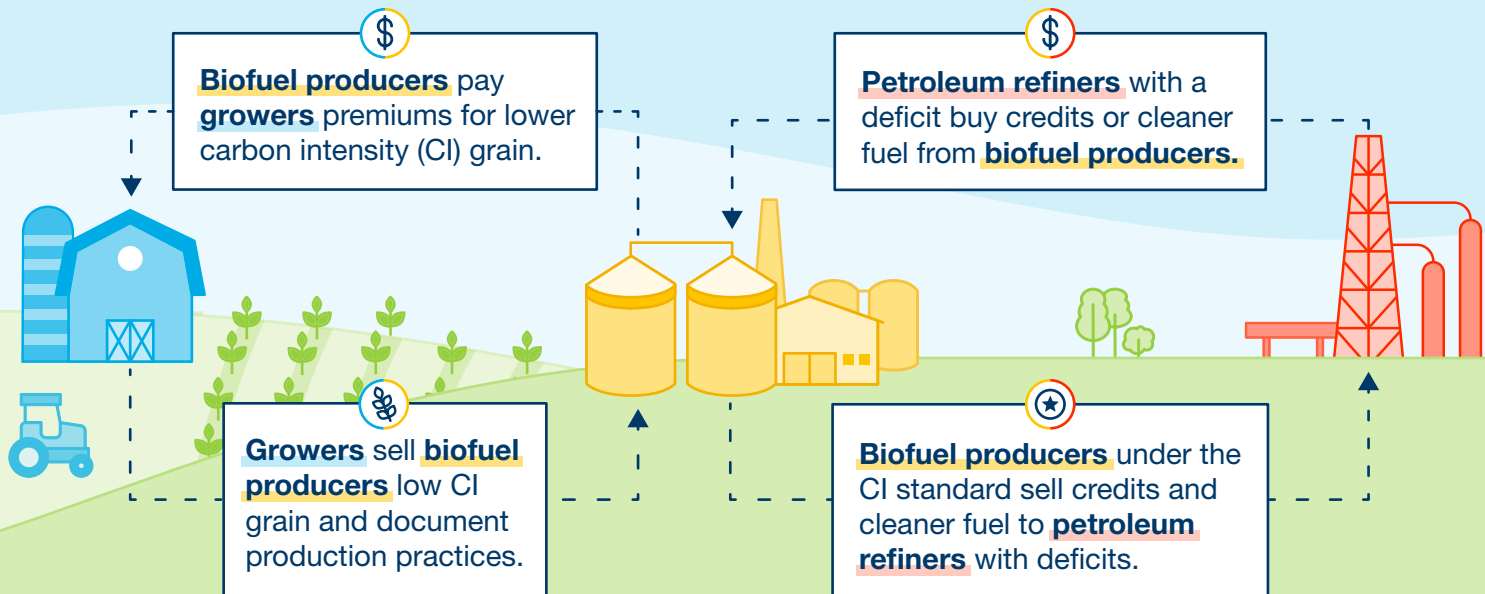 $
Biofuel producers pay
growers premiums for lower
carbon intensity (CI) grain.
$
Petroleum refiners with a
deficit buy credits or cleaner
fuel from biofuel producers.
Growers sell biofuel
producers low CI
grain and document
production practices.
Biofuel producers under the
CI standard sell credits and
cleaner fuel to petroleum
refiners with deficits.